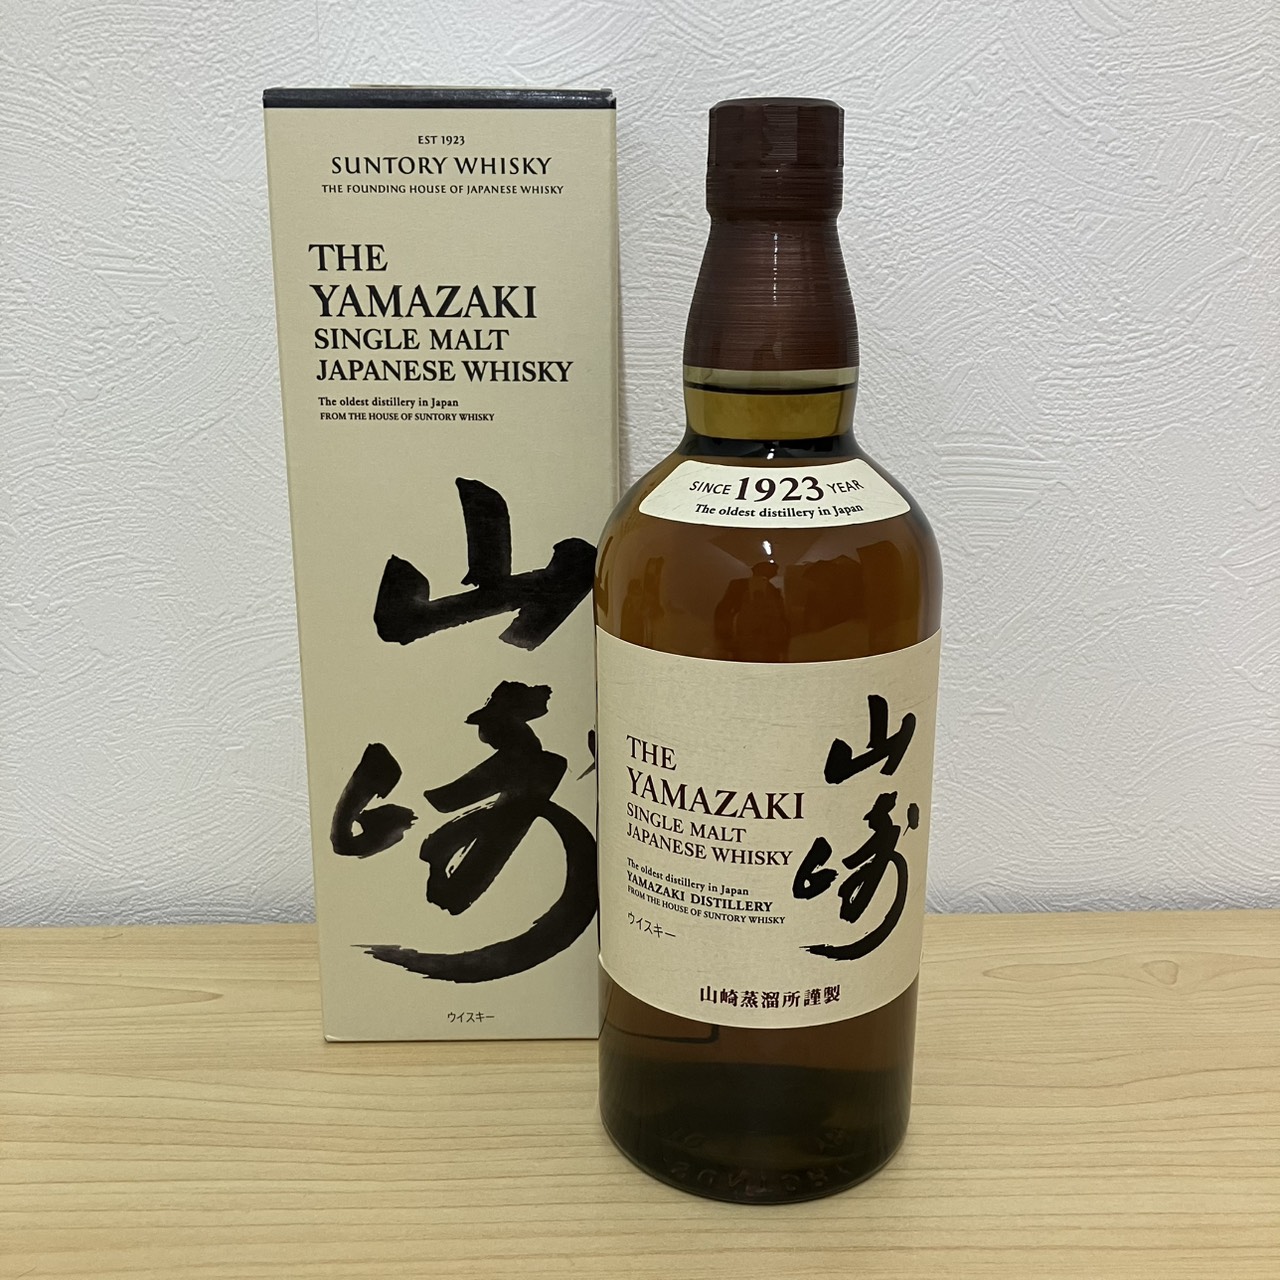 EST 1923
SUNTORY WHISKY
THE FOUNDING HOUSE OF JAPANESE WHISKY
THE
YAMAZAKI
SINGLE MALT
JAPANESE WHISKY
The oldest distillery in Japan
FROM THE HOUSE OF SUNTORY WHISKY
山
崎
ウイスキー
SINCE 1923 YEAR
The oldest distillery in Japan
THE
YAMAZAKI
SINGLE MALT
JAPANESE WHISKY
The oldest distillery in Japan
YAMAZAKI DISTILLERY
FROM THE HOUSE OF SUNTORY WHISKY
ウイスキー
山
崎
山崎蒸溜所謹製